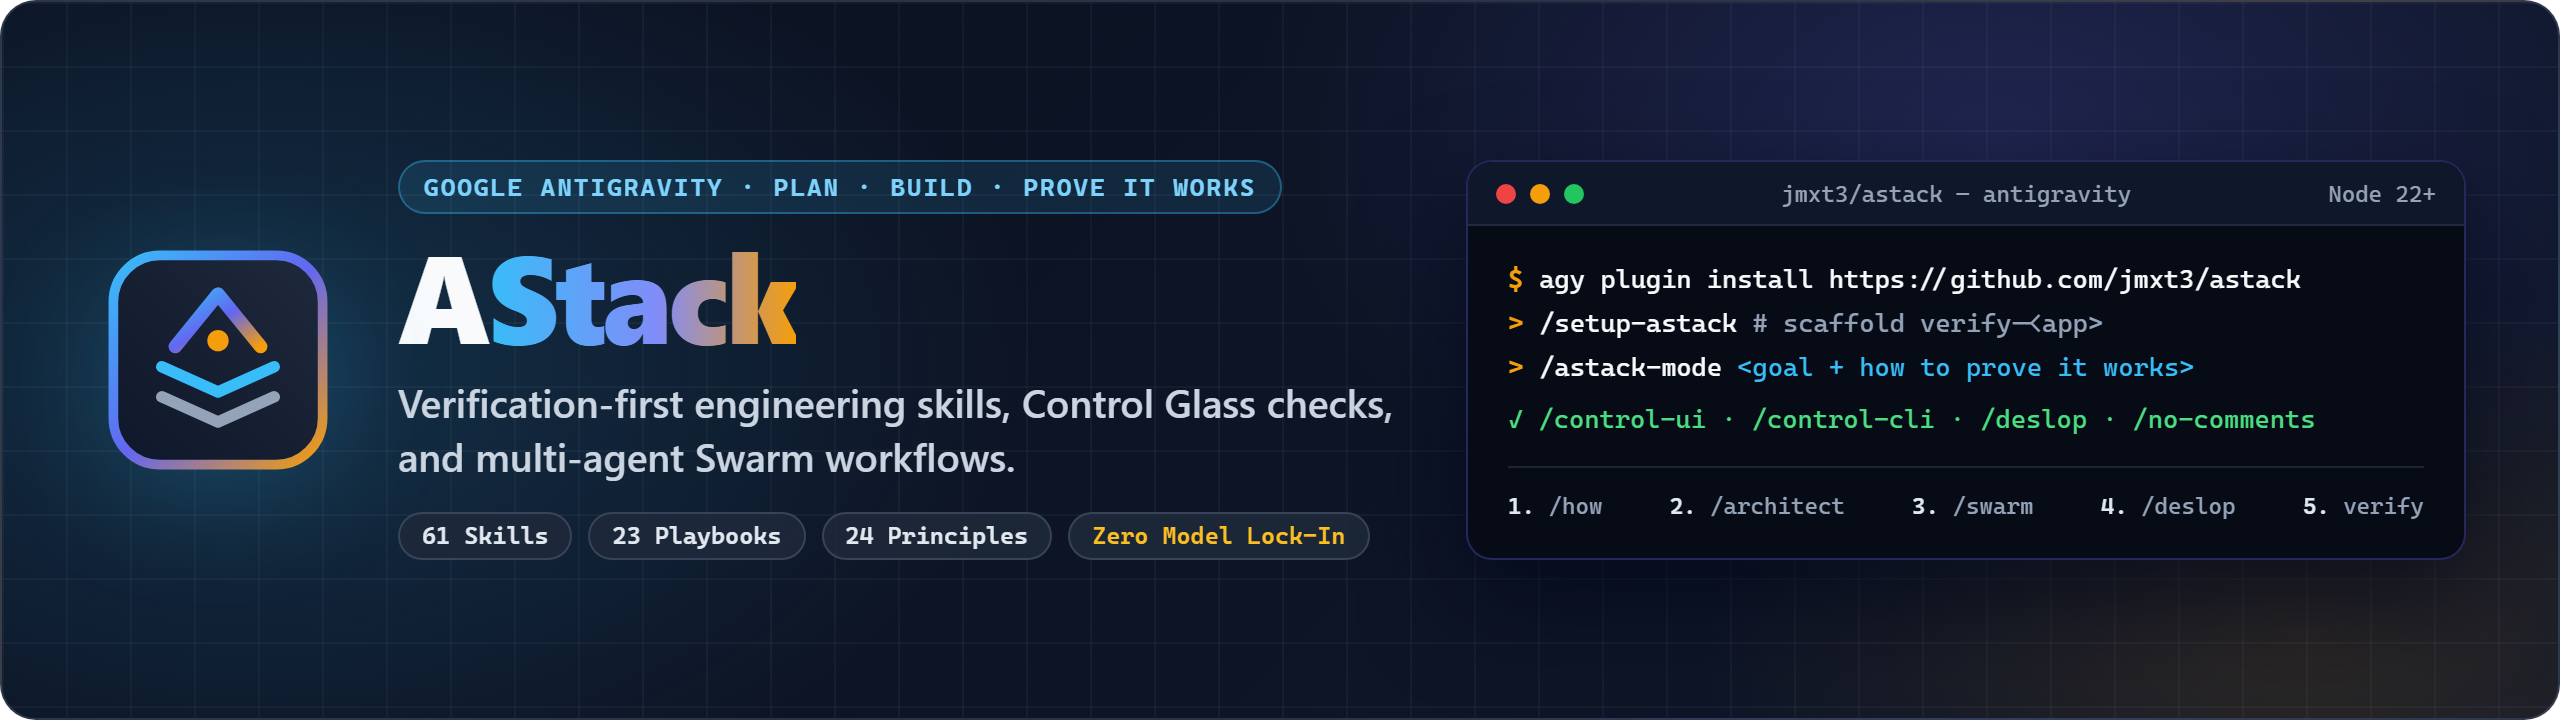 GOOGLE ANTIGRAVITY · PLAN · BUILD · PROVE IT WORKS
AStack
Verification-first engineering skills, Control Glass checks,
and multi-agent Swarm workflows.
61 Skills
23 Playbooks
24 Principles
Zero Model Lock-In
jmxt3/astack — antigravity
Node 22+
$ agy plugin install https://github.com/jmxt3/astack
> /setup-astack # scaffold verify-<app>
> /astack-mode <goal + how to prove it works>
✓ /control-ui · /control-cli · /deslop · /no-comments
1. /how 2. /architect 3. /swarm 4. /deslop 5. verify